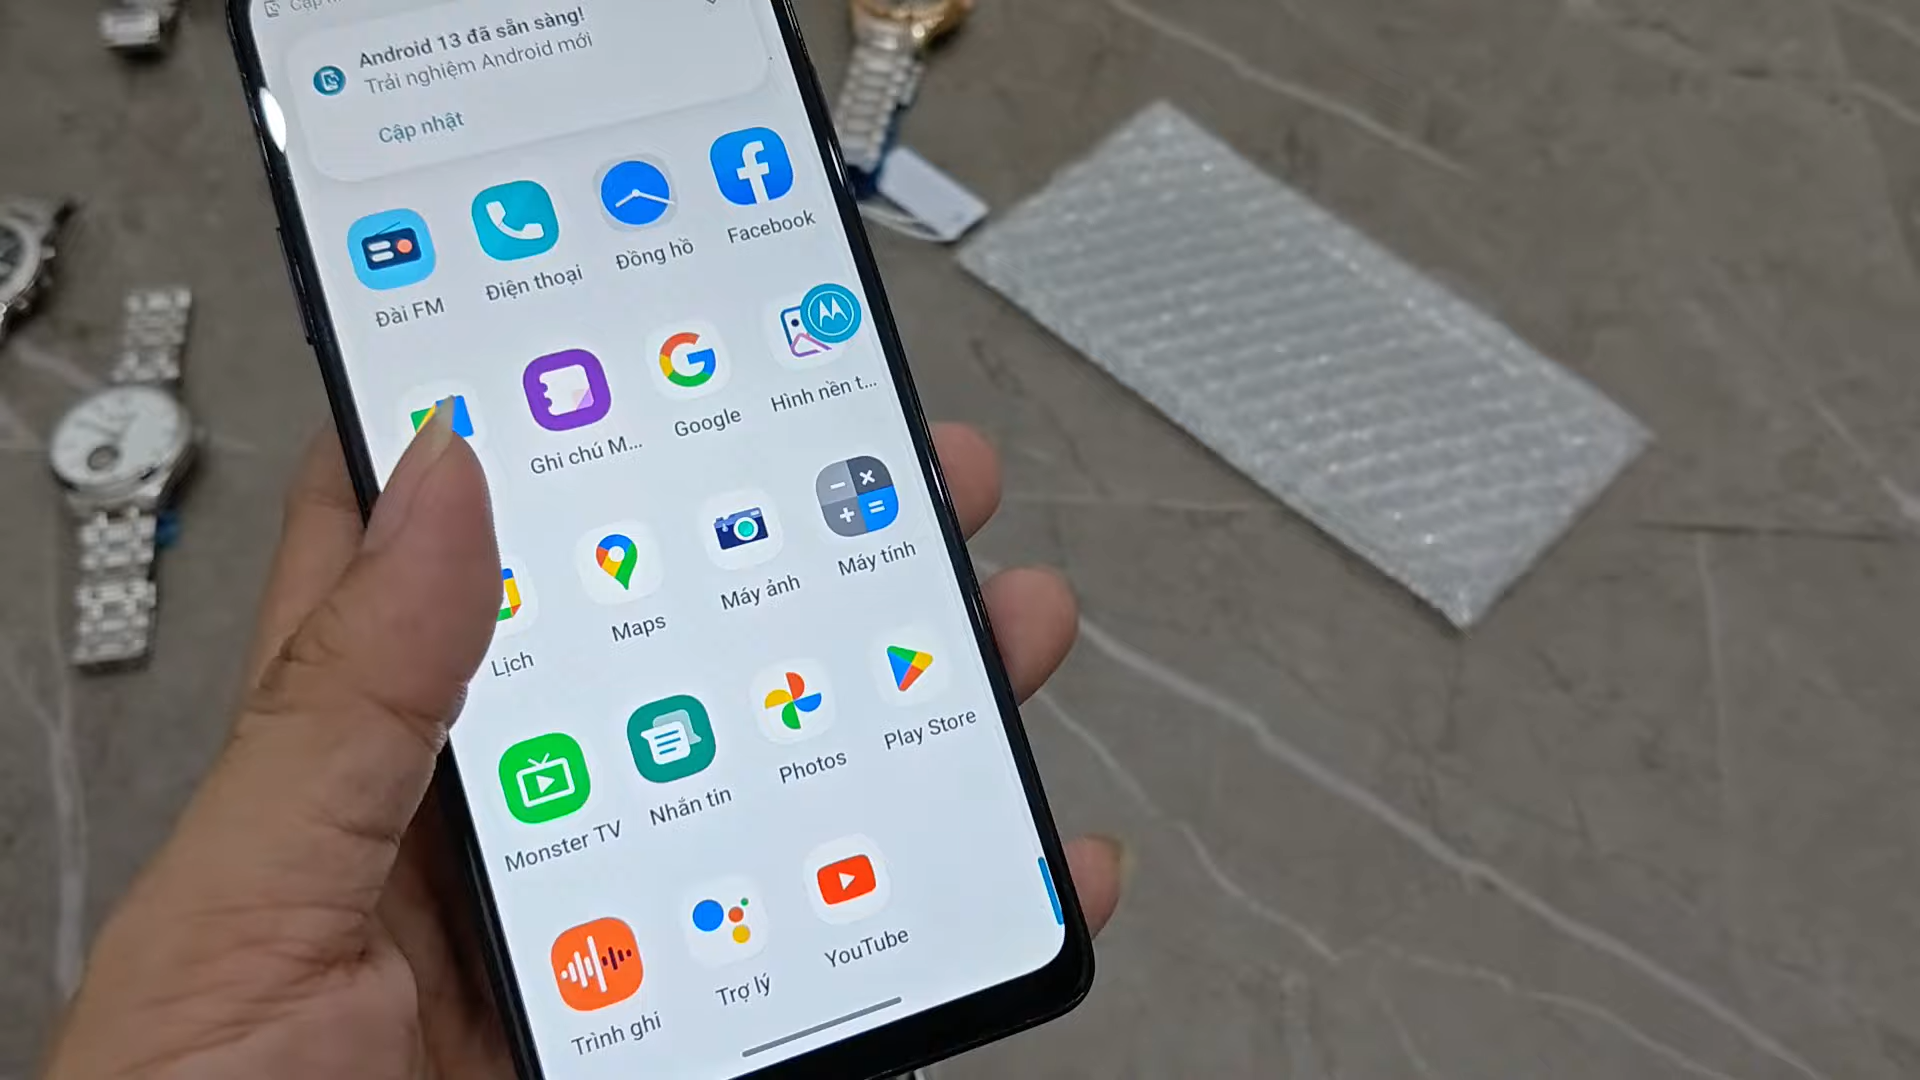 Android 13 đã sẵn sàng!
Trải nghiệm Android mới
Cập nhật
Đài FM
Điện thoại
Đồng hồ
Facebook
Ghi chú M...
Google
Hình nền t...
Lịch
Maps
Máy ảnh
Máy tính
Monster TV
Nhắn tin
Photos
Play Store
Trình ghi
Trợ lý
YouTube